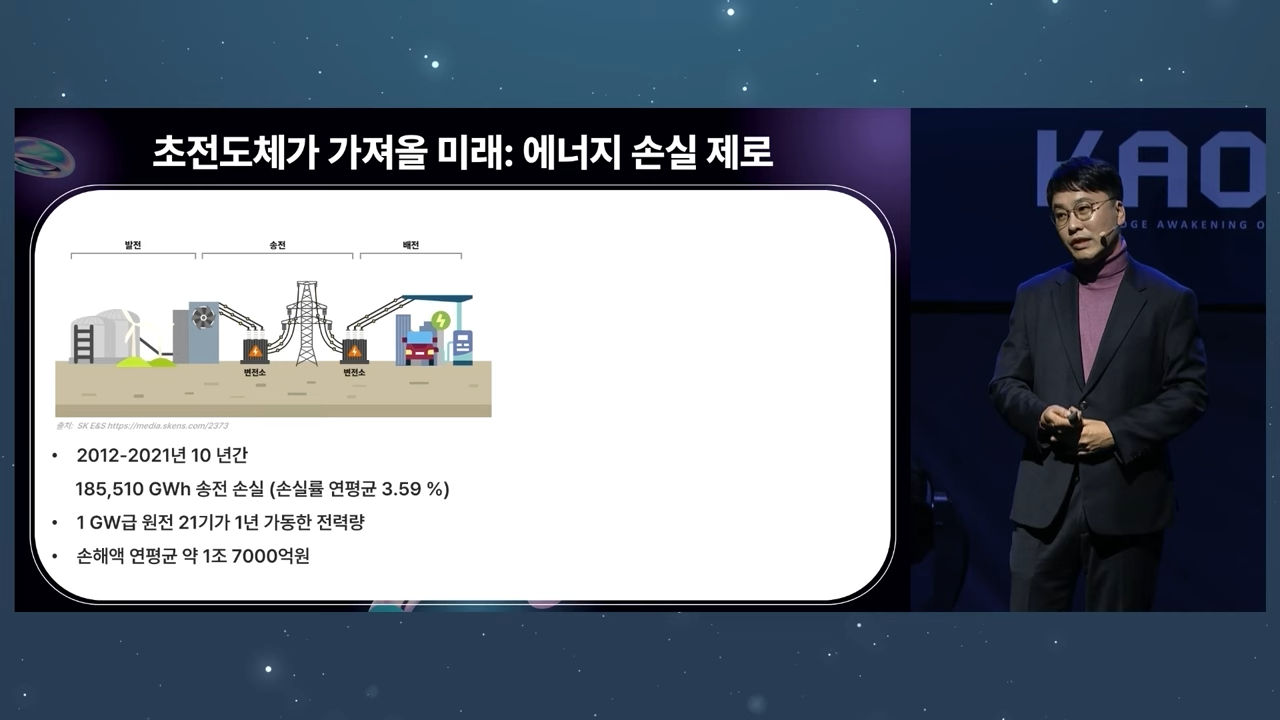 초전도체가 가져올 미래: 에너지 손실 제로
발전 송전 배전
변전소 변전소
출처: SK E&S https://media.skens.com/2373
• 2012-2021년 10 년간
185,510 GWh 송전 손실 (손실률 연평균 3.59 %)
• 1 GW급 원전 21기가 1년 가동한 전력량
• 손해액 연평균 약 1조 7000억원
KAO
DGE AWAKENING O